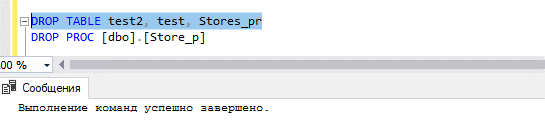 DROP TABLE test2, test, Stores_pr
DROP PROC [dbo].[Store_p]
00 %
Сообщения
Выполнение команд успешно завершено.